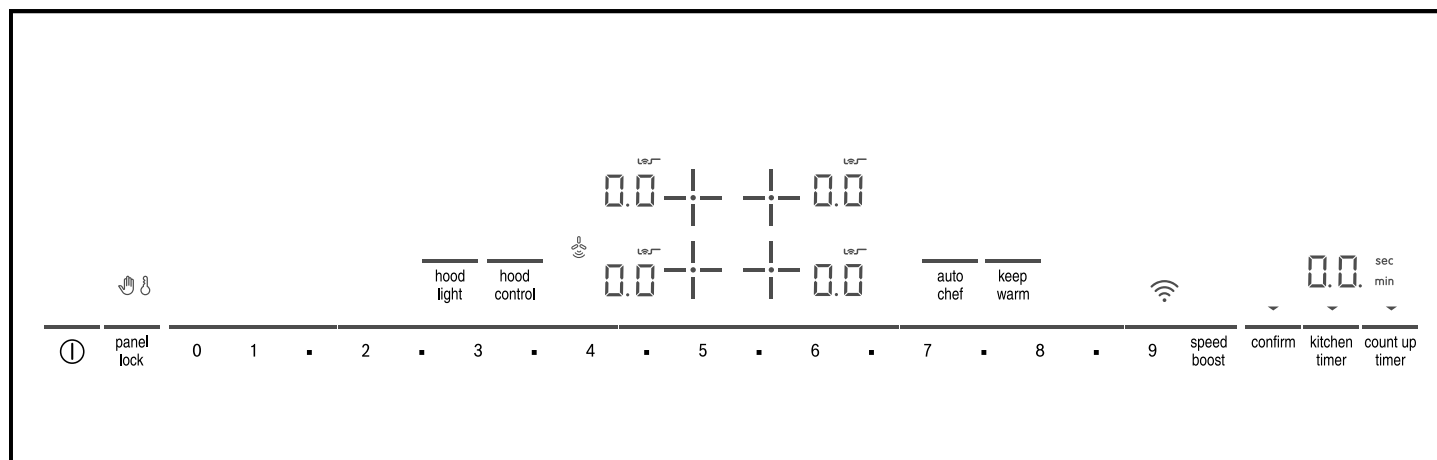 0.0 0.0
0.0 0.0
hood
light
hood
control
auto
chef
keep
warm
0.0. sec
min
panel
lock
0 1 . 2 . 3 . 4 . 5 . 6 . 7 . 8 . 9
speed
boost
confirm
kitchen
timer
count up
timer